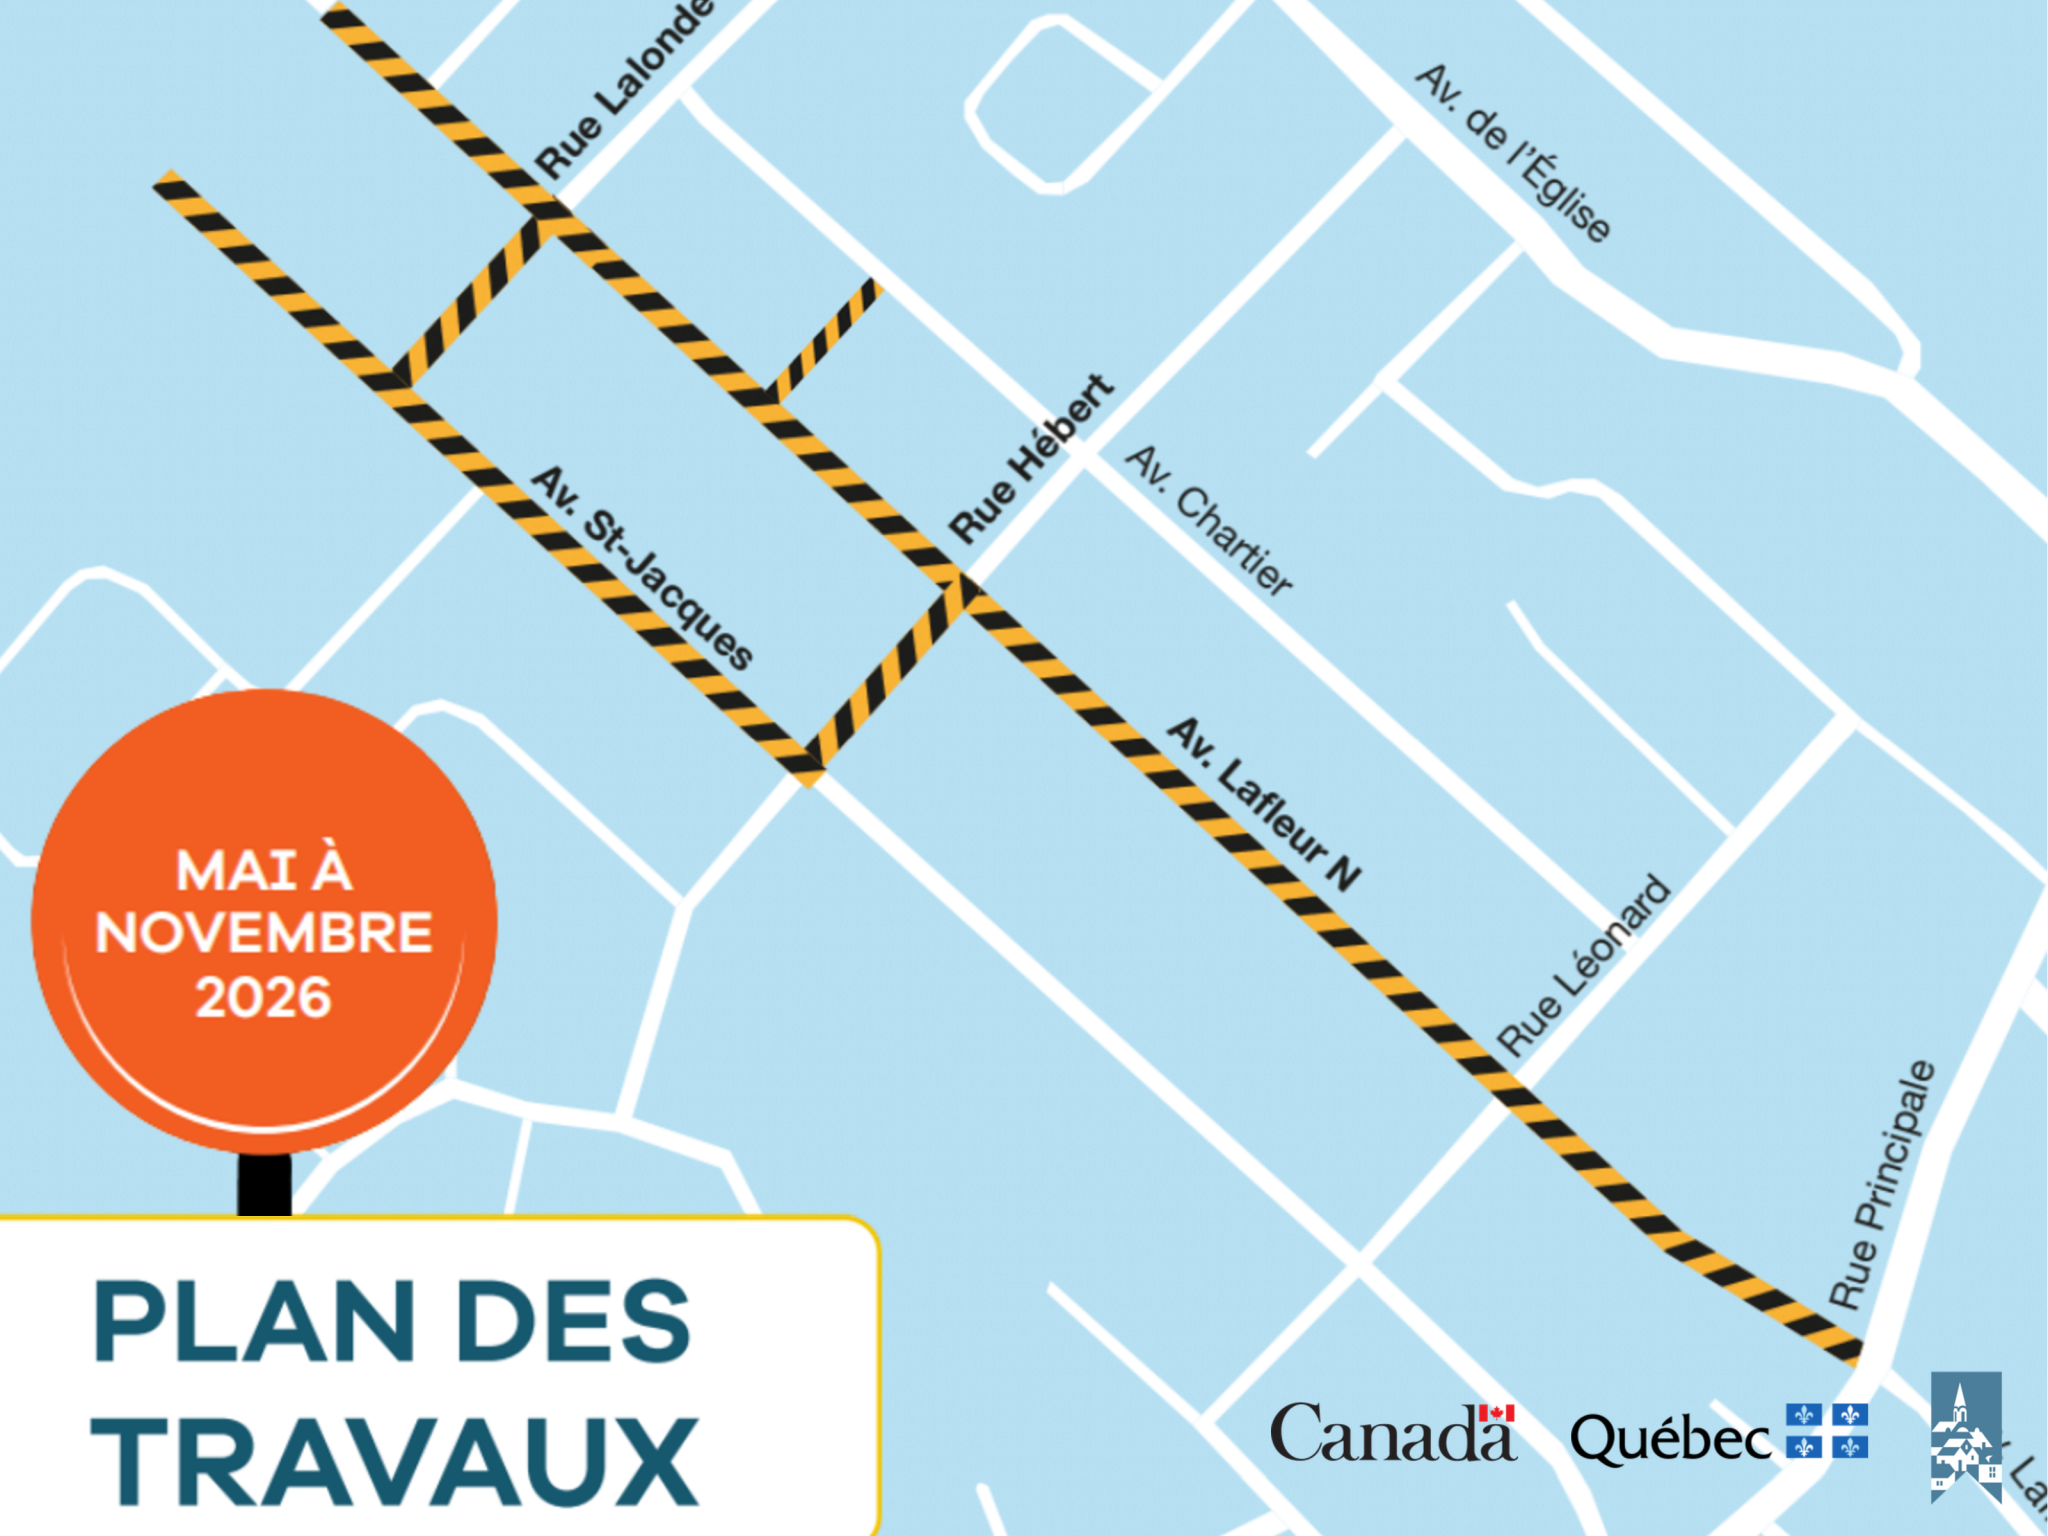 Rue Lalonde
Av. de l'Église
Rue Hébert
Av. Chartier
Av. St-Jacques
Av. Lafleur N
Rue Léonard
Rue Principale
MAI À
NOVEMBRE
2026
PLAN DES
TRAVAUX
Canada
Québec